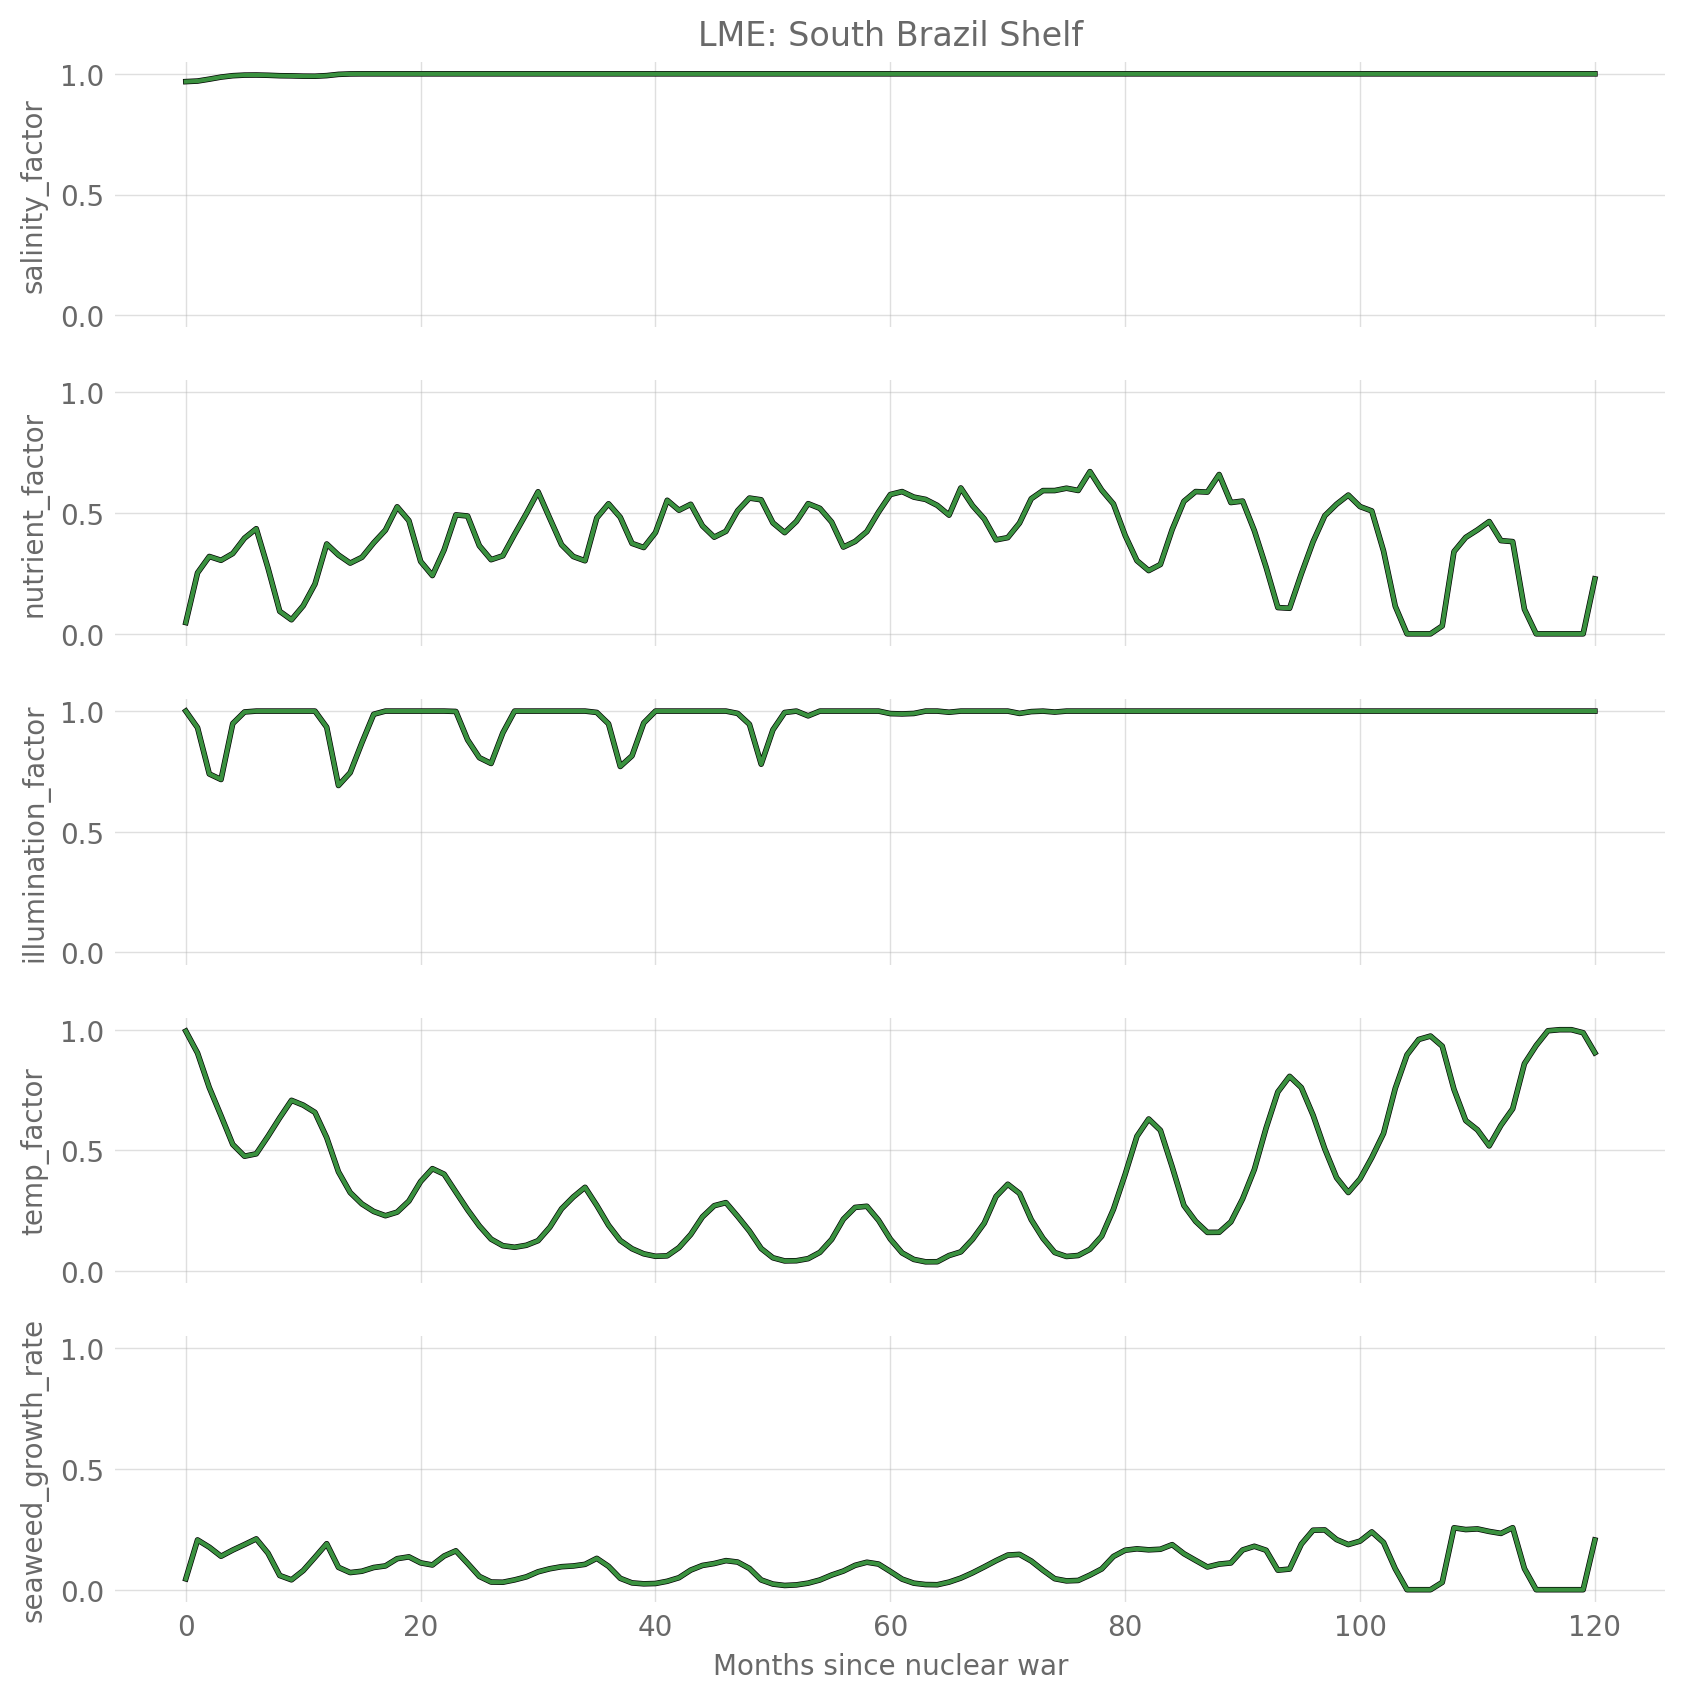 LME: South Brazil Shelf
salinity_factor
1.0
0.5
0.0
nutrient_factor
1.0
0.5
0.0
illumination_factor
1.0
0.5
0.0
temp_factor
1.0
0.5
0.0
seaweed_growth_rate
1.0
0.5
0.0
0 20 40 60 80 100 120
Months since nuclear war